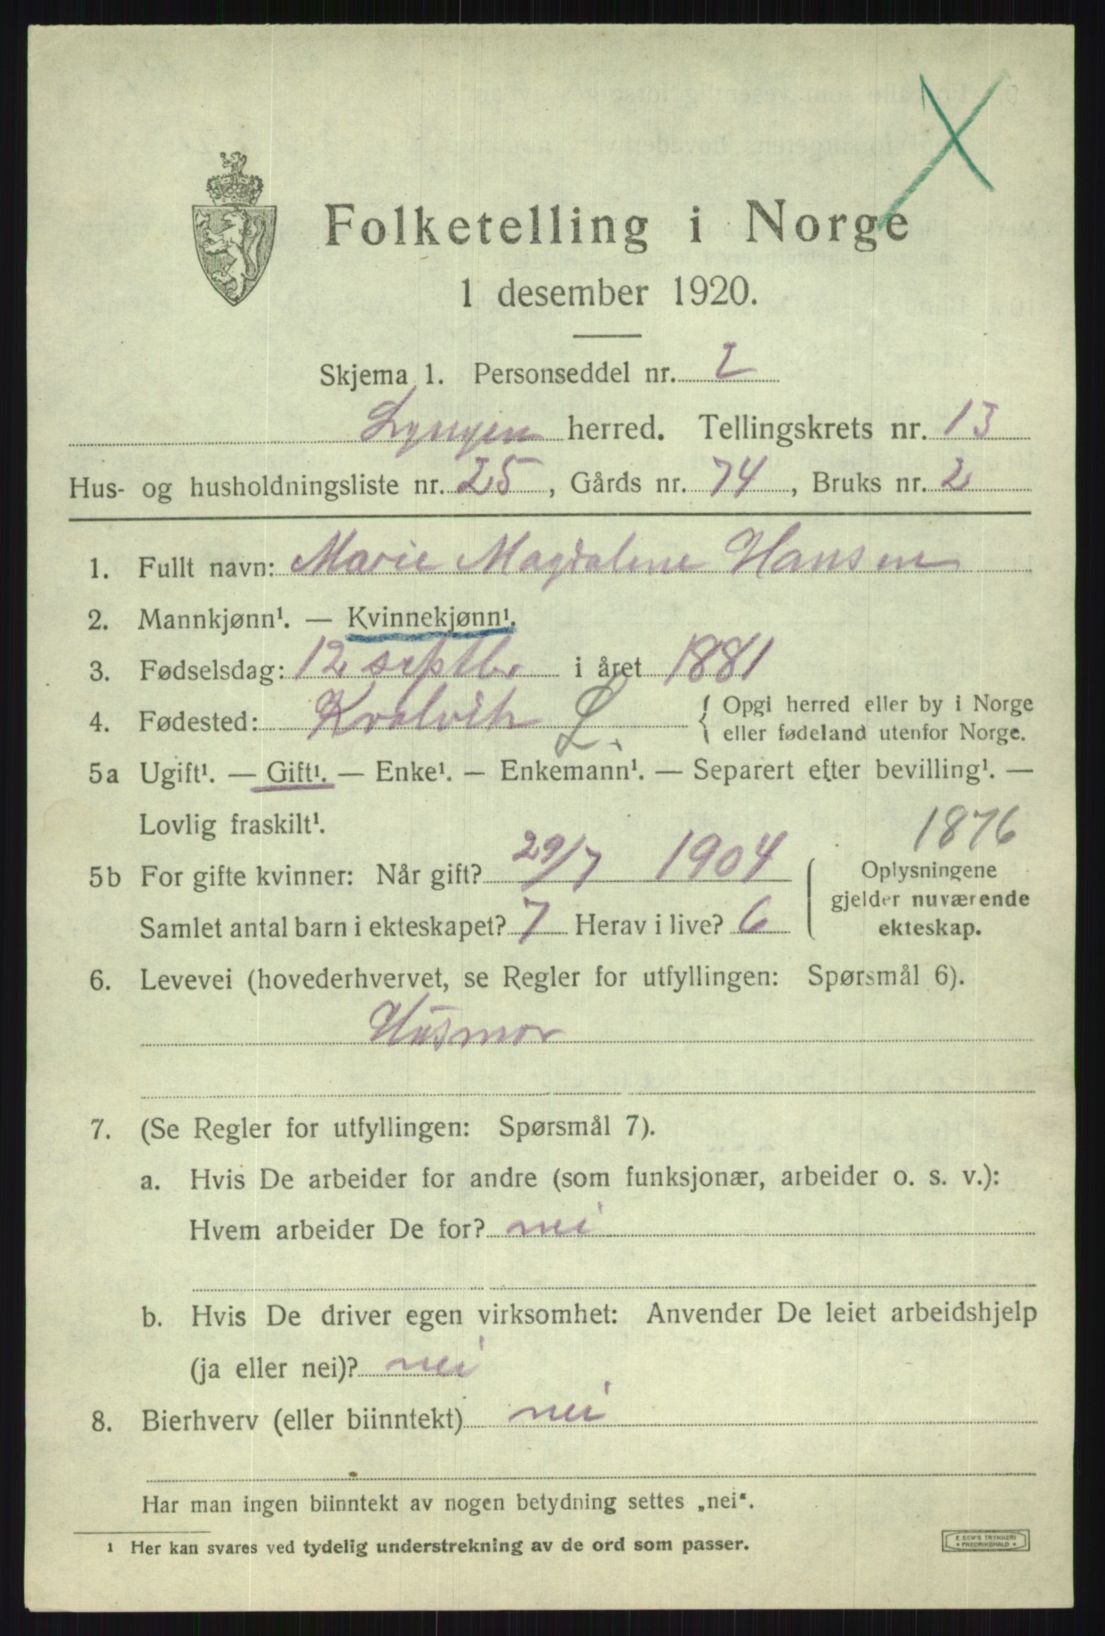 Folketelling i Norge
1 desember 1920.
Skjema 1. Personseddel nr. 2
Lyngen herred. Tellingskrets nr. 13
Hus- og husholdningsliste nr. 25, Gårds nr. 74, Bruks nr. 2
1. Fullt navn: Marie Magdalene Hansen
2. Mannkjønn¹. — Kvinnekjønn¹.
3. Fødselsdag: 12 septbr i året 1881
4. Fødested: Kvalvik L. { Opgi herred eller by i Norge
eller fødeland utenfor Norge.
5a Ugift¹. — Gift¹. — Enke¹. — Enkemann¹. — Separert efter bevilling¹. —
Lovlig fraskilt¹.
1876
5b For gifte kvinner: Når gift? 29/7 1904
Samlet antal barn i ekteskapet? 7 Herav i live? 6
Oplysningene
gjelder nuværende
ekteskap.
6. Levevei (hovederhvervet, se Regler for utfyllingen: Spørsmål 6).
Husmor
7. (Se Regler for utfyllingen: Spørsmål 7).
a. Hvis De arbeider for andre (som funksjonær, arbeider o. s. v.):
Hvem arbeider De for? nei
b. Hvis De driver egen virksomhet: Anvender De leiet arbeidshjelp
(ja eller nei)? nei
8. Bierhverv (eller biinntekt) nei
Har man ingen biinntekt av nogen betydning settes „nei“.
¹ Her kan svares ved tydelig understrekning av de ord som passer.
E. SEM'S TRYKKERI
• FREDRIKSHALD •